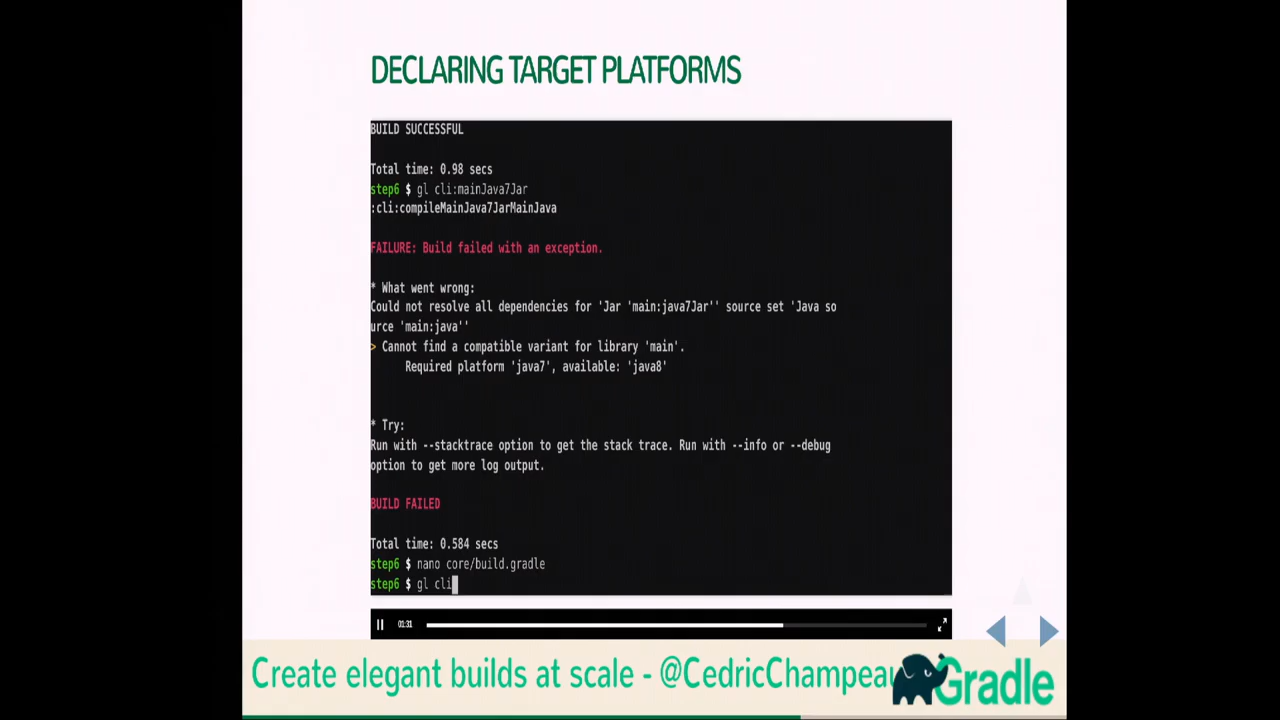 DECLARING TARGET PLATFORMS
BUILD SUCCESSFUL
Total time: 0.98 secs
step6 $ gl cli:mainJava7Jar
:cli:compileMainJava7JarMainJava
FAILURE: Build failed with an exception.
* What went wrong:
Could not resolve all dependencies for 'Jar 'main:java7Jar'' source set 'Java so
urce 'main:java''
> Cannot find a compatible variant for library 'main'.
Required platform 'java7', available: 'java8'
* Try:
Run with --stacktrace option to get the stack trace. Run with --info or --debug
option to get more log output.
BUILD FAILED
Total time: 0.584 secs
step6 $ nano core/build.gradle
step6 $ gl cli
01:31
Create elegant builds at scale - @CedricChampeau
Gradle